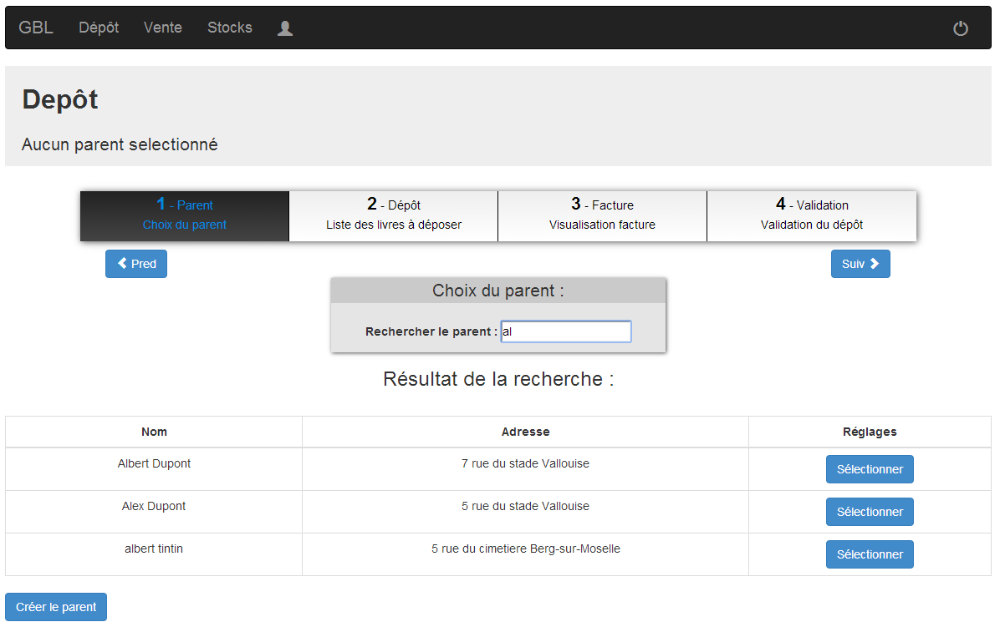 GBL Dépôt Vente Stocks
Depôt
Aucun parent selectionné
1 - Parent 2 - Dépôt 3 - Facture 4 - Validation
Choix du parent Liste des livres à déposer Visualisation facture Validation du dépôt
Pred Suiv
Choix du parent :
Rechercher le parent : al
Résultat de la recherche :
Nom Adresse Réglages
Albert Dupont 7 rue du stade Vallouise Sélectionner
Alex Dupont 5 rue du stade Vallouise Sélectionner
albert tintin 5 rue du cimetiere Berg-sur-Moselle Sélectionner
Créer le parent